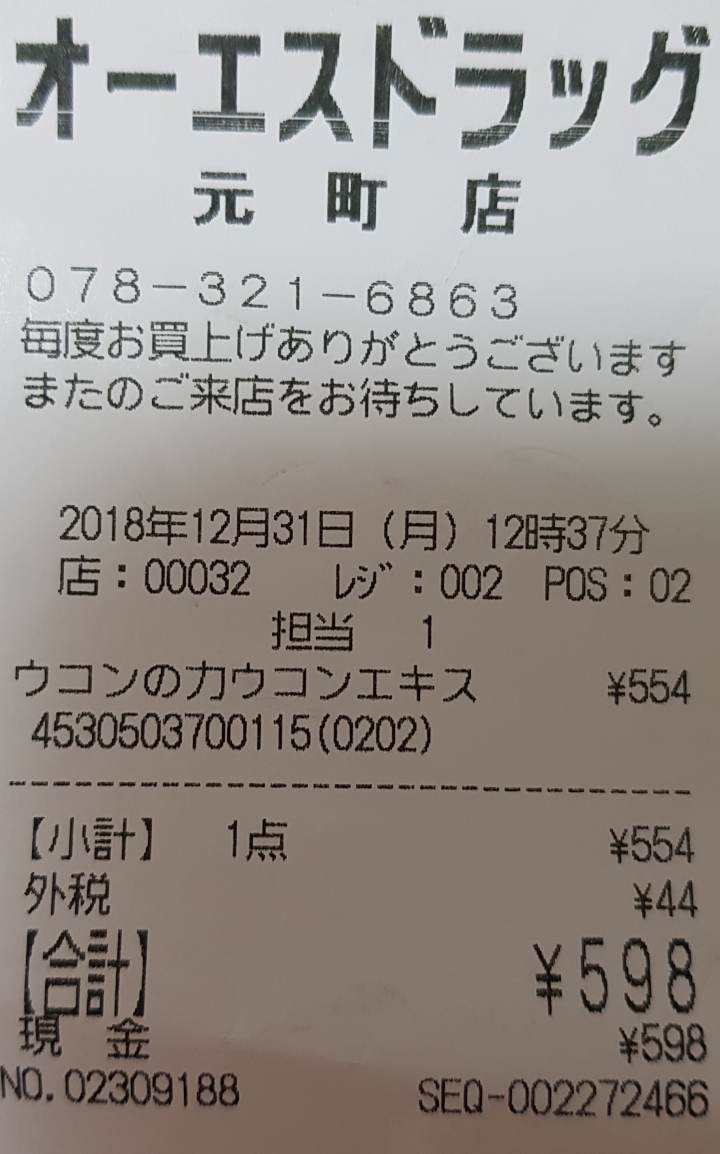 オーエスドラッグ
元町店
078-321-6863
毎度お買上げありがとうございます
またのご来店をお待ちしています。
2018年12月31日（月）12時37分
店：00032 ﾚｼﾞ：002 POS：02
担当 1
ウコンの力ウコンエキス ¥554
4530503700115(0202)
【小計】 1点 ¥554
外税 ¥44
【合計】 ¥598
現金 ¥598
NO.02309188 SEQ-002272466